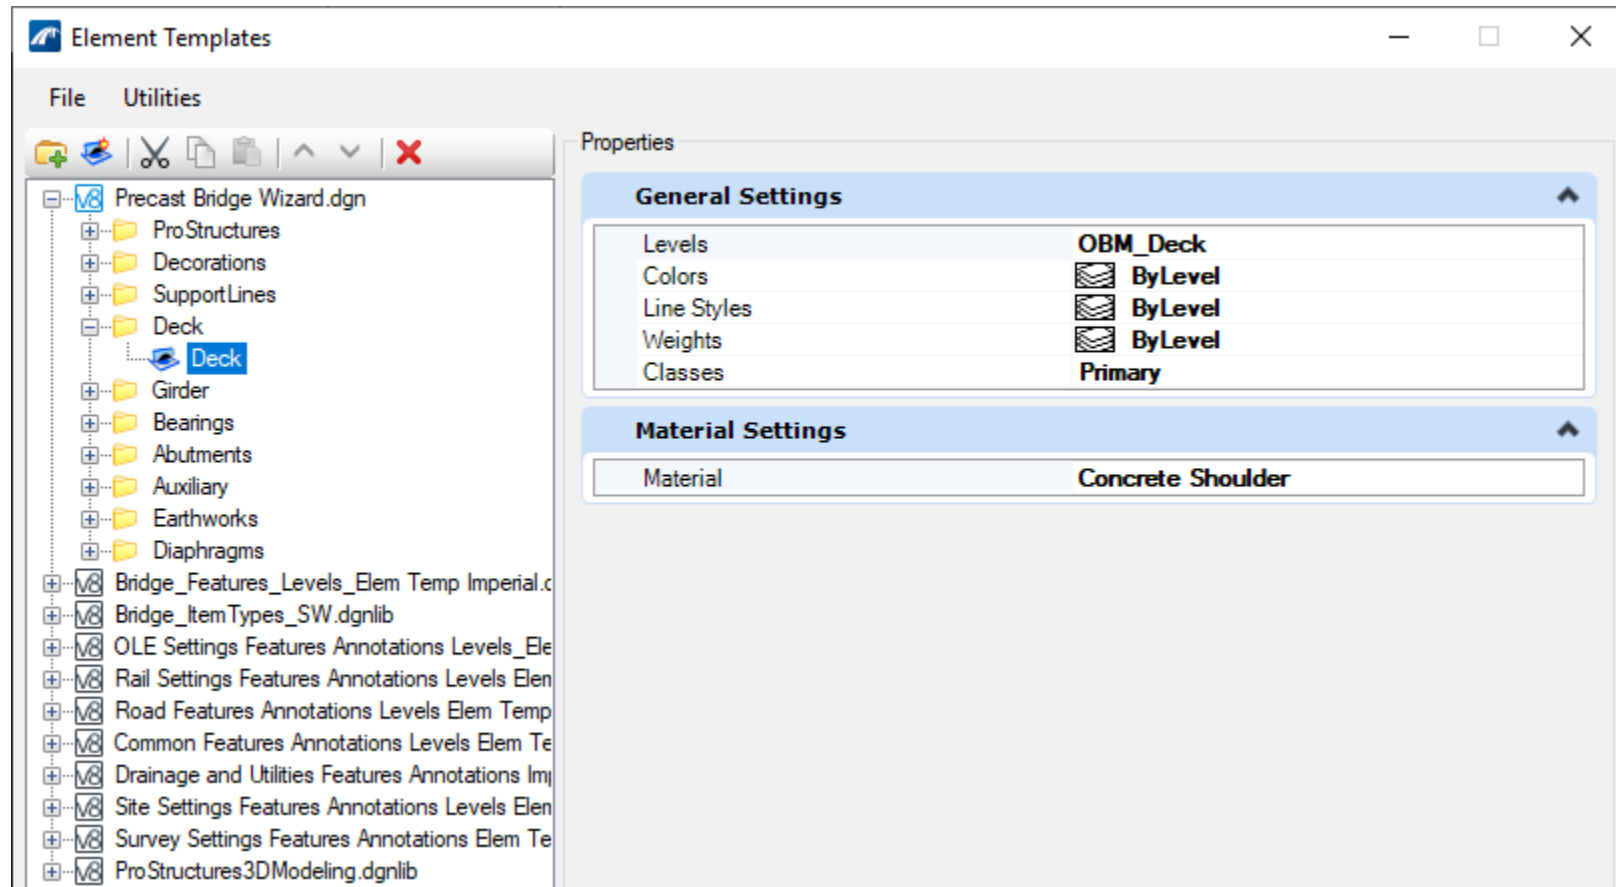 Element Templates
File Utilities
Properties
Precast Bridge Wizard.dgn
ProStructures
Decorations
SupportLines
Deck
Deck
Girder
Bearings
Abutments
Auxiliary
Earthworks
Diaphragms
Bridge_Features_Levels_Elem Temp Imperial.d
Bridge_ItemTypes_SW.dgnlib
OLE Settings Features Annotations Levels_Ele
Rail Settings Features Annotations Levels Elem
Road Features Annotations Levels Elem Temp
Common Features Annotations Levels Elem Te
Drainage and Utilities Features Annotations Imp
Site Settings Features Annotations Levels Elem
Survey Settings Features Annotations Elem Te
ProStructures3DModeling.dgnlib
General Settings
Levels OBM_Deck
Colors ByLevel
Line Styles ByLevel
Weights ByLevel
Classes Primary
Material Settings
Material Concrete Shoulder